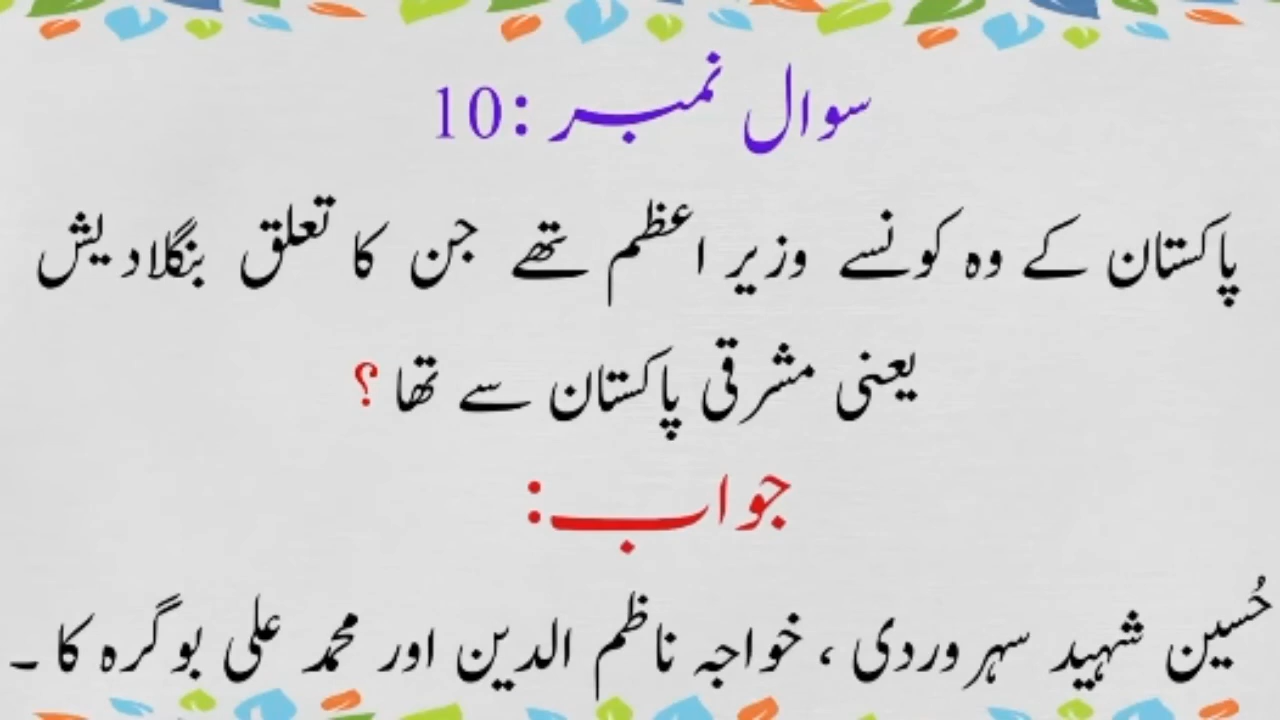 سوال نمبر :10
پاکستان کے وہ کونسے وزیر اعظم تھے جن کا تعلق بنگلادیش
یعنی مشرقی پاکستان سے تھا ؟
جواب:
حُسین شہید سہروردی ، خواجہ ناظم الدین اور محمد علی بوگرہ کا ۔